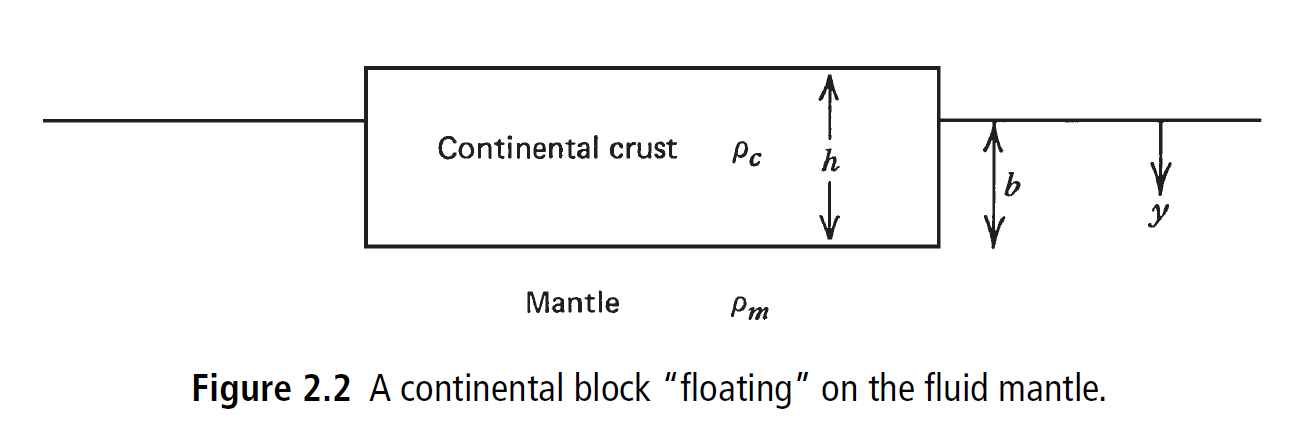 Continental crust ρc h
b
y
Mantle ρm
Figure 2.2 A continental block “floating” on the fluid mantle.